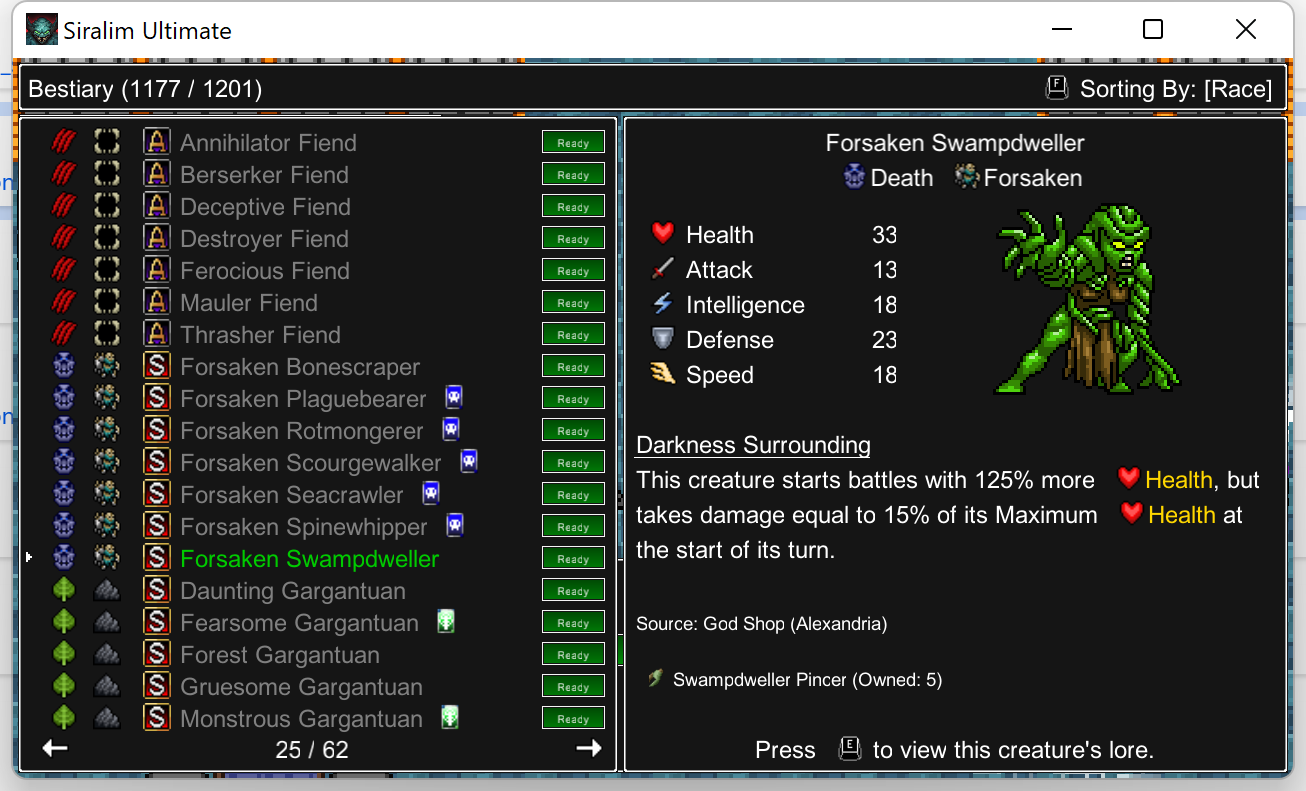 Siralim Ultimate
Bestiary (1177 / 1201)
F Sorting By: [Race]
A Annihilator Fiend Ready
A Berserker Fiend Ready
A Deceptive Fiend Ready
A Destroyer Fiend Ready
A Ferocious Fiend Ready
A Mauler Fiend Ready
A Thrasher Fiend Ready
S Forsaken Bonescraper Ready
S Forsaken Plaguebearer Ready
S Forsaken Rotmongerer Ready
S Forsaken Scourgewalker Ready
S Forsaken Seacrawler Ready
S Forsaken Spinewhipper Ready
S Forsaken Swampdweller Ready
S Daunting Gargantuan Ready
S Fearsome Gargantuan Ready
S Forest Gargantuan Ready
S Gruesome Gargantuan Ready
S Monstrous Gargantuan Ready
25 / 62
Forsaken Swampdweller
Death Forsaken
Health 33
Attack 13
Intelligence 18
Defense 23
Speed 18
Darkness Surrounding
This creature starts battles with 125% more Health, but
takes damage equal to 15% of its Maximum Health at
the start of its turn.
Source: God Shop (Alexandria)
Swampdweller Pincer (Owned: 5)
Press E to view this creature's lore.